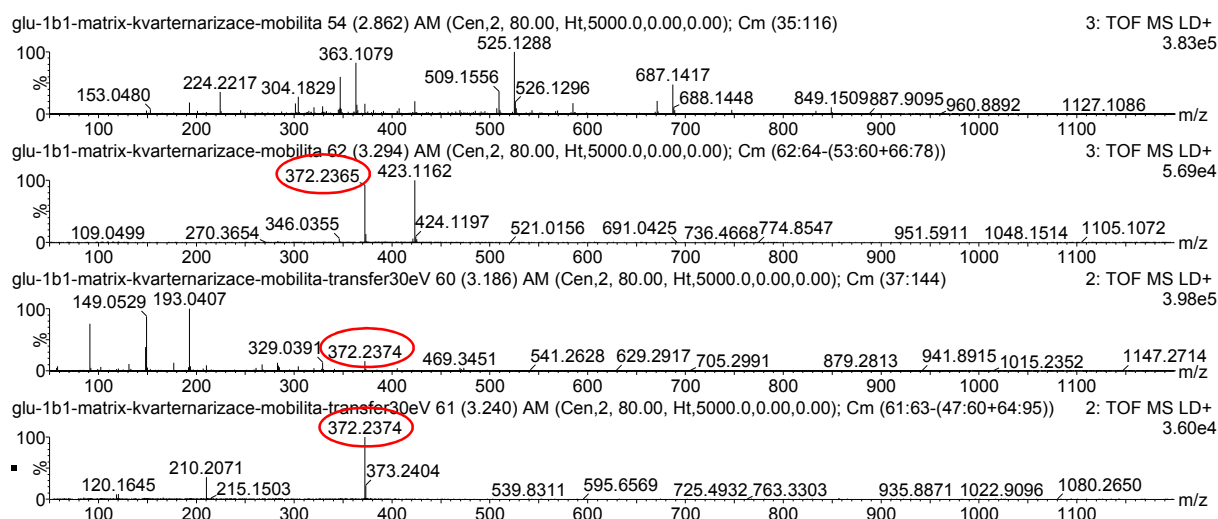 glu-1b1-matrix-kvarternarizace-mobilita 54 (2.862) AM (Cen,2, 80.00, Ht,5000.0,0.00,0.00); Cm (35:116) 3: TOF MS LD+
3.83e5
100
%
0
153.0480 224.2217 304.1829 363.1079 509.1556 525.1288 526.1296 687.1417 688.1448 849.1509 887.9095 960.8892 1127.1086
100 200 300 400 500 600 700 800 900 1000 1100 m/z
glu-1b1-matrix-kvarternarizace-mobilita 62 (3.294) AM (Cen,2, 80.00, Ht,5000.0,0.00,0.00); Cm (62:64-(53:60+66:78)) 3: TOF MS LD+
5.69e4
100
%
0
109.0499 270.3654 346.0355 372.2365 423.1162 424.1197 521.0156 691.0425 736.4668 774.8547 951.5911 1048.1514 1105.1072
100 200 300 400 500 600 700 800 900 1000 1100 m/z
glu-1b1-matrix-kvarternarizace-mobilita-transfer30eV 60 (3.186) AM (Cen,2, 80.00, Ht,5000.0,0.00,0.00); Cm (37:144) 2: TOF MS LD+
3.98e5
100
%
0
149.0529 193.0407 329.0391 372.2374 469.3451 541.2628 629.2917 705.2991 879.2813 941.8915 1015.2352 1147.2714
100 200 300 400 500 600 700 800 900 1000 1100 m/z
glu-1b1-matrix-kvarternarizace-mobilita-transfer30eV 61 (3.240) AM (Cen,2, 80.00, Ht,5000.0,0.00,0.00); Cm (61:63-(47:60+64:95)) 2: TOF MS LD+
3.60e4
100
%
0
120.1645 210.2071 215.1503 372.2374 373.2404 539.8311 595.6569 725.4932 763.3303 935.8871 1022.9096 1080.2650
100 200 300 400 500 600 700 800 900 1000 1100 m/z